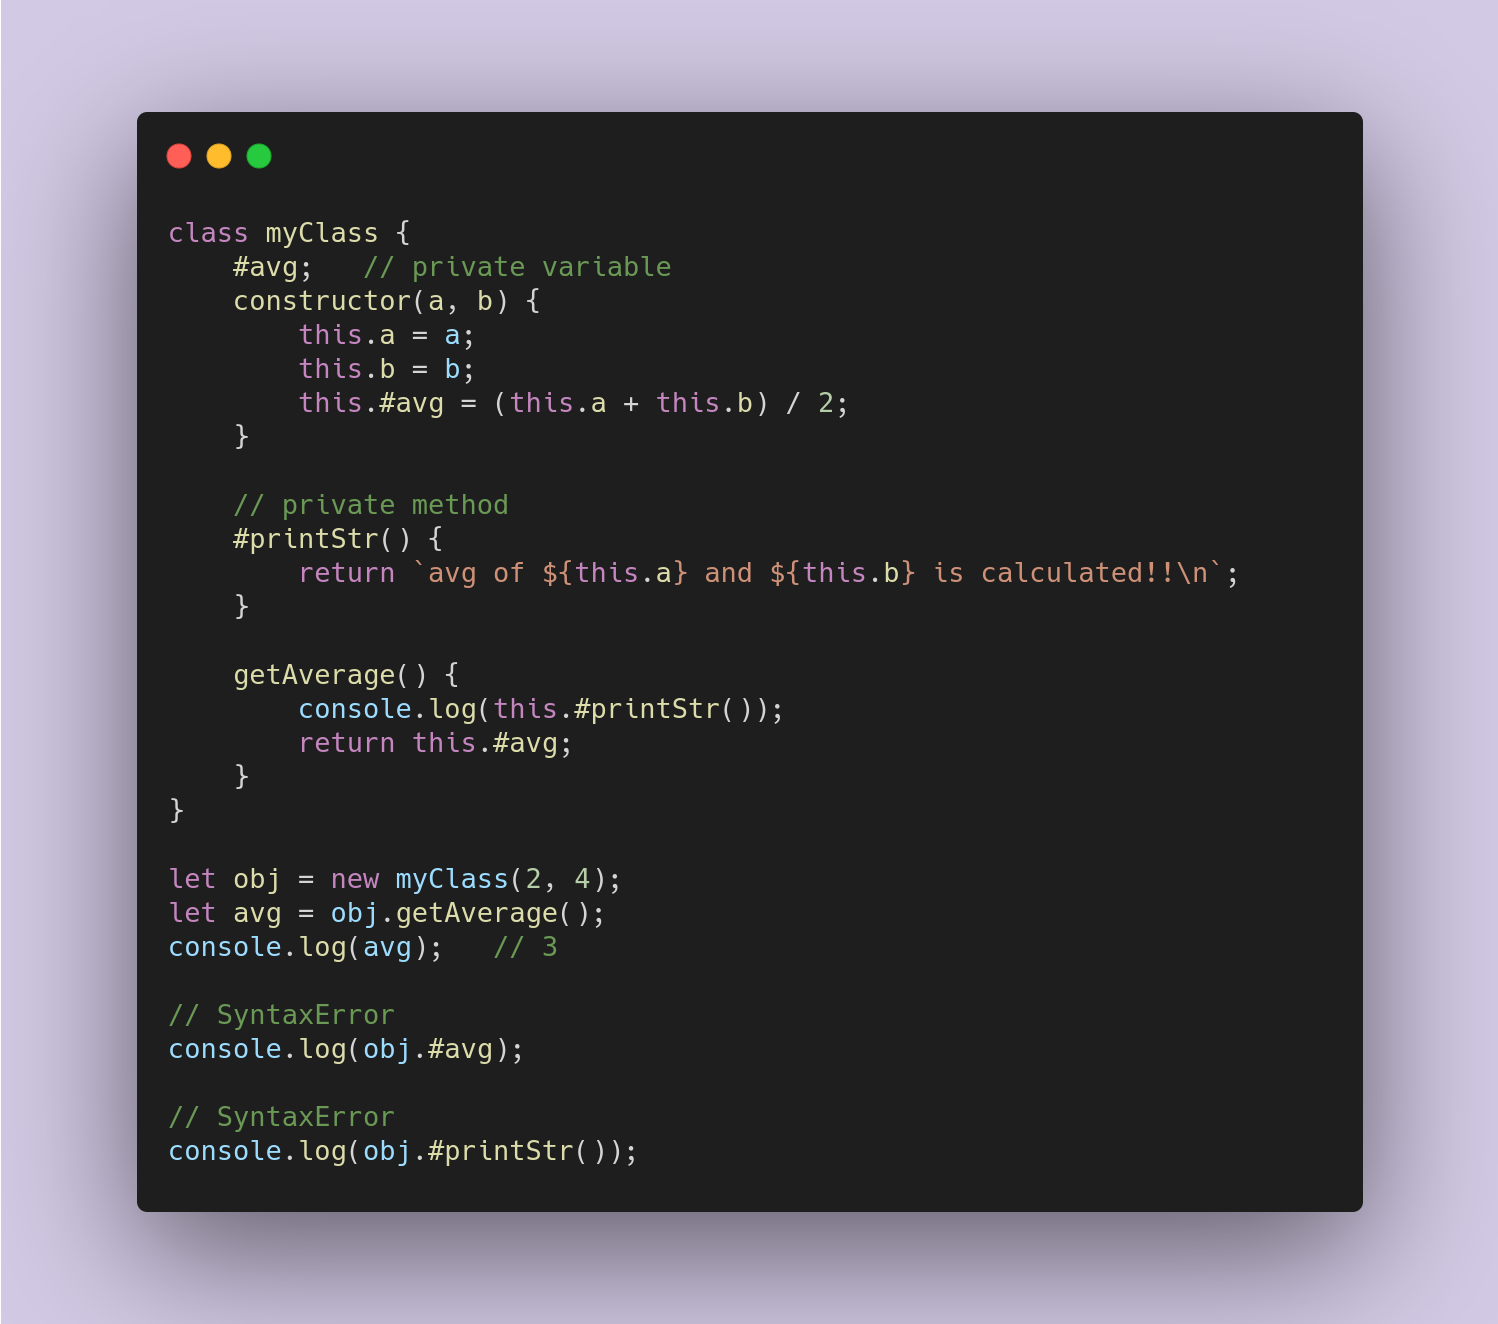 class myClass {
    #avg;   // private variable
    constructor(a, b) {
        this.a = a;
        this.b = b;
        this.#avg = (this.a + this.b) / 2;
    }

    // private method
    #printStr() {
        return `avg of ${this.a} and ${this.b} is calculated!!\n`;
    }

    getAverage() {
        console.log(this.#printStr());
        return this.#avg;
    }
}

let obj = new myClass(2, 4);
let avg = obj.getAverage();
console.log(avg);   // 3

// SyntaxError
console.log(obj.#avg);

// SyntaxError
console.log(obj.#printStr());